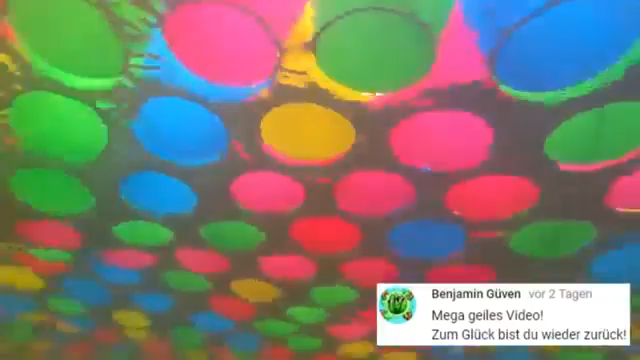 Benjamin Güven vor 2 Tagen
Mega geiles Video!
Zum Glück bist du wieder zurück!